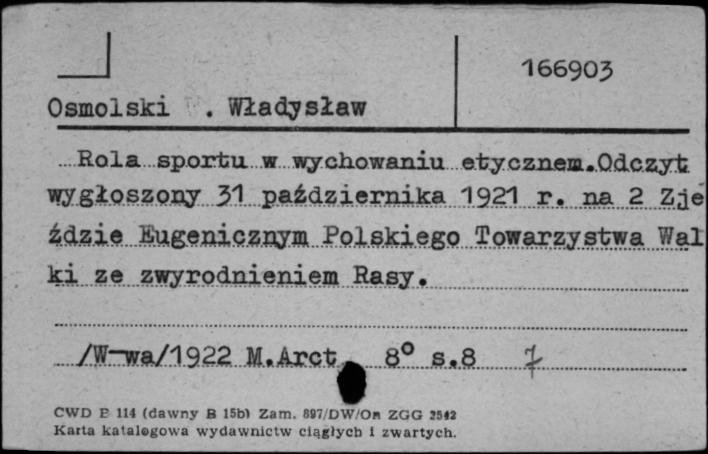 166903
Osmolski . Władysław
Rola sportu w wychowaniu etycznem.Odczyt
wygłoszony 31 października 1921 r. na 2 Zje
ździe Eugenicznym Polskiego Towarzystwa Wal
ki ze zwyrodnieniem Rasy.
/W-wa/1922 M.Arct 8° s.8 7
CWD B 114 (dawny B 15b) Zam. 897/DW/Om ZGG 2542
Karta katalogowa wydawnictw ciągłych i zwartych.